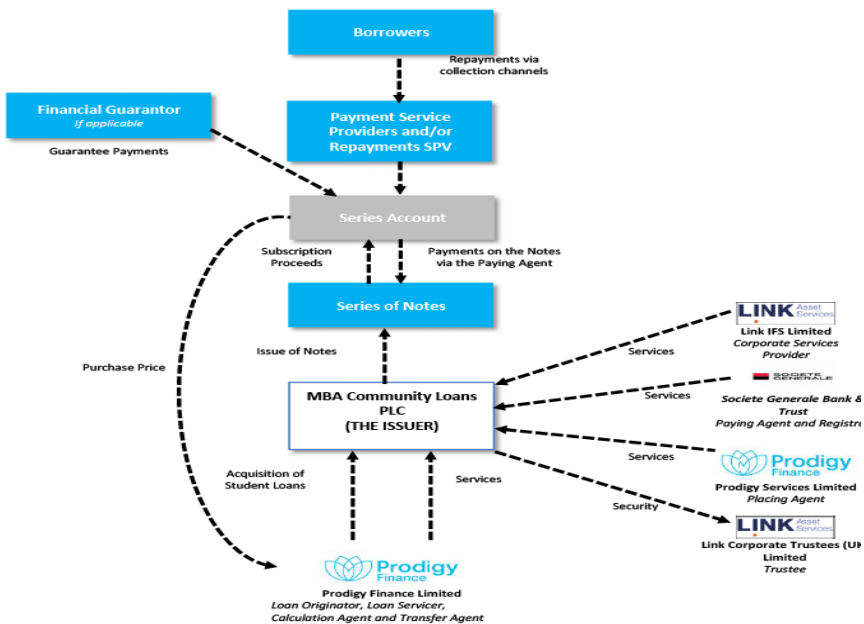 Borrowers
Repayments via
collection channels
Financial Guarantor
If applicable
Guarantee Payments
Payment Service
Providers and/or
Repayments SPV
Series Account
Subscription
Proceeds
Payments on the Notes
via the Paying Agent
Series of Notes
Purchase Price
Issue of Notes
MBA Community Loans
PLC
(THE ISSUER)
Services
LINK Asset
Services
Link IFS Limited
Corporate Services
Provider
Services
SOCIETE
GENERALE
Societe Generale Bank &
Trust
Paying Agent and Registra
Services
Prodigy
Finance
Prodigy Services Limited
Placing Agent
Security
LINK Asset
Services
Link Corporate Trustees (UK
Limited
Trustee
Acquisition of
Student Loans
Services
Prodigy
Finance
Prodigy Finance Limited
Loan Originator, Loan Servicer,
Calculation Agent and Transfer Agent